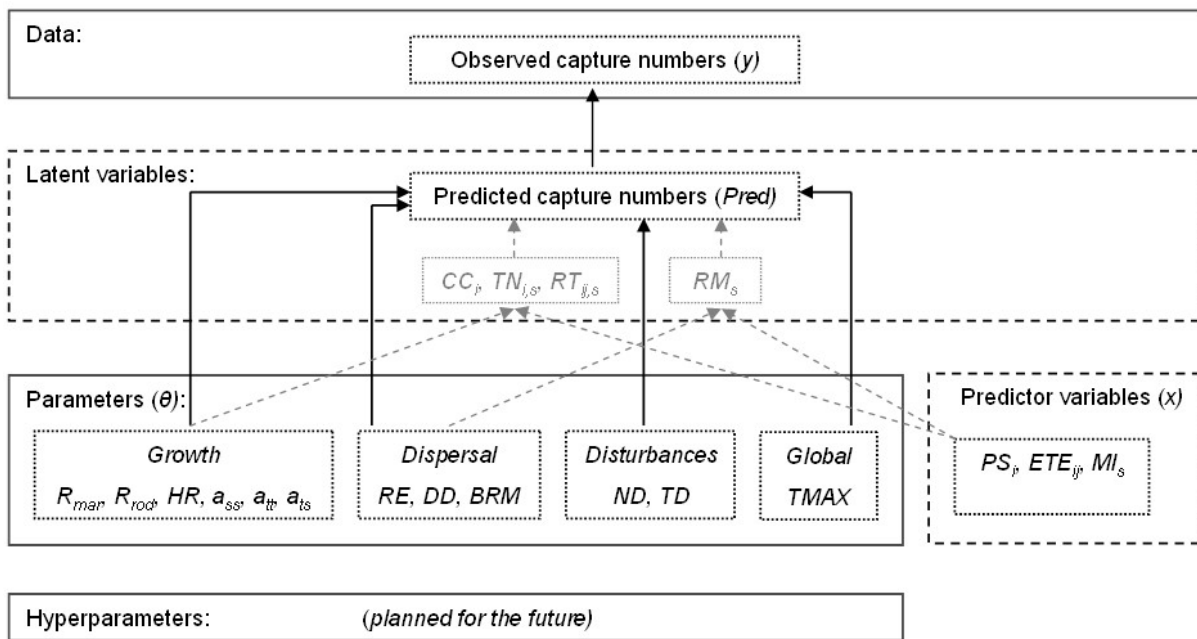 Data:
Observed capture numbers (y)
Latent variables:
Predicted capture numbers (Pred)
CC_i, TN_i,s, RT_ij,s
RM_s
Parameters (θ):
Growth
R_mar, R_rod, HR, a_ss, a_tt, a_ts
Dispersal
RE, DD, BRM
Disturbances
ND, TD
Global
TMAX
Predictor variables (x)
PS_i, ETE_ij, MI_s
Hyperparameters: (planned for the future)